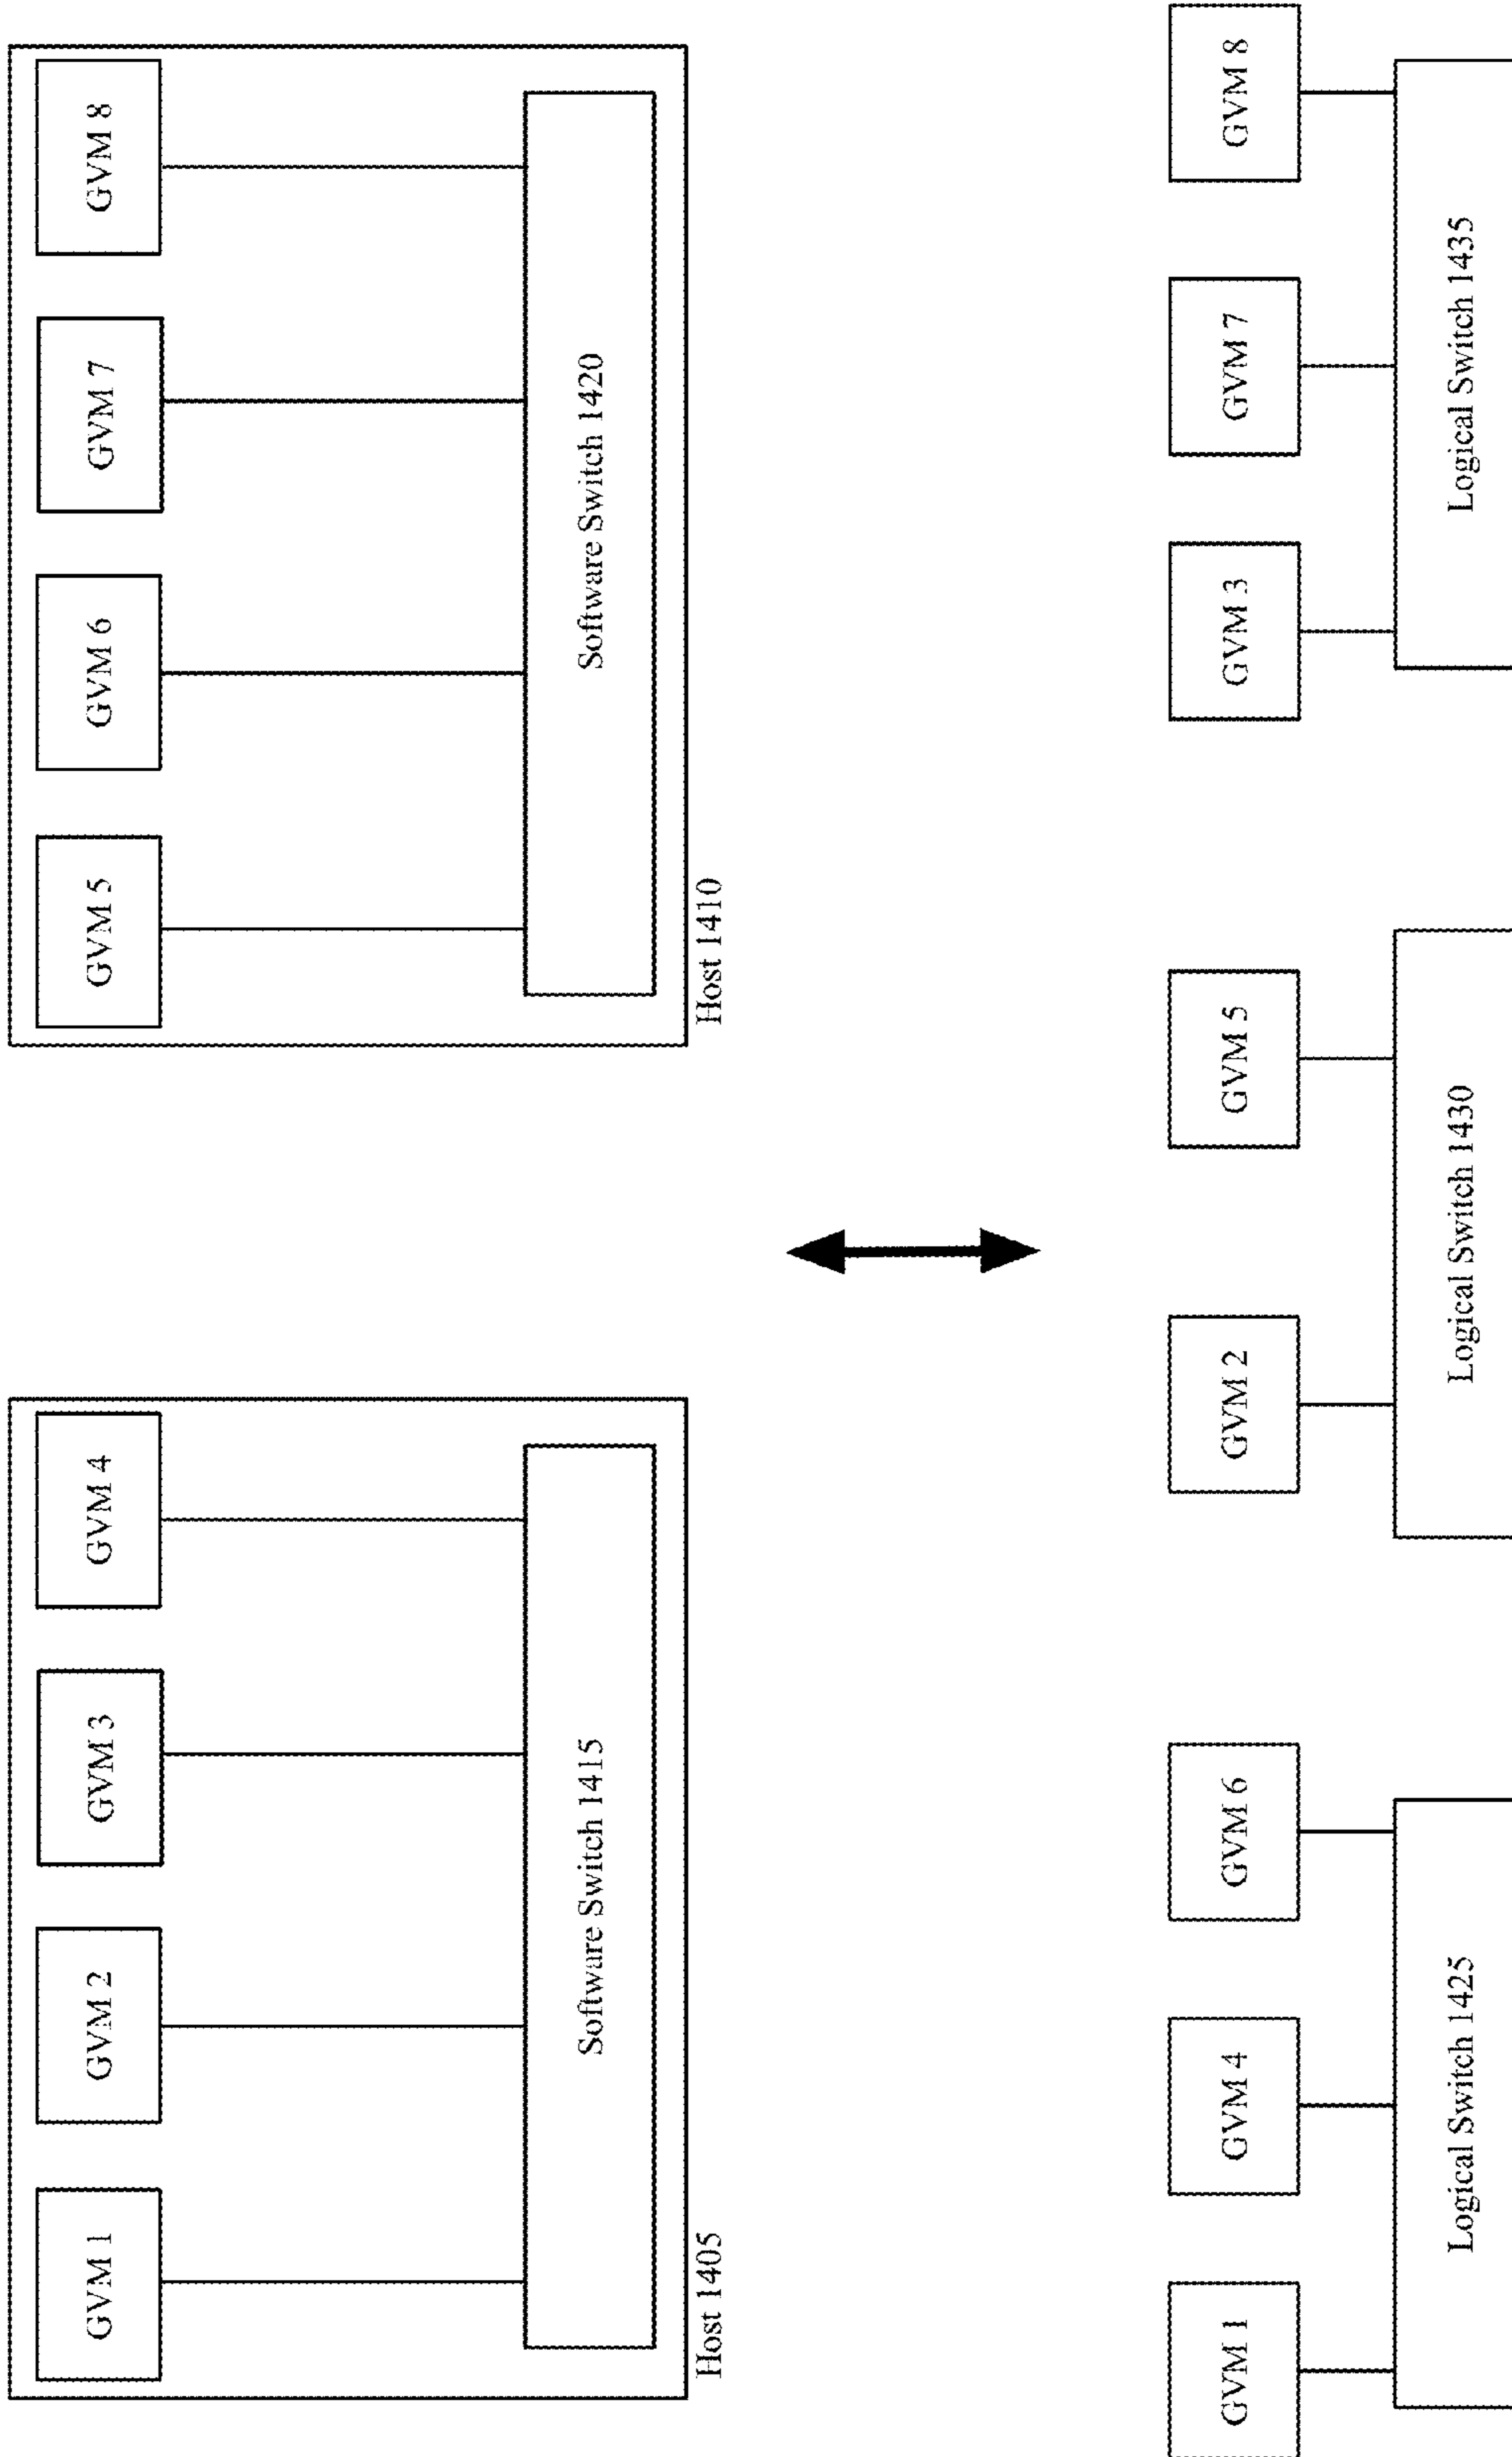 GVM 1
GVM 2
GVM 3
GVM 4
Software Switch 1415
Host 1405
GVM 5
GVM 6
GVM 7
GVM 8
Software Switch 1420
Host 1410
GVM 1
GVM 4
GVM 6
Logical Switch 1425
GVM 2
GVM 5
Logical Switch 1430
GVM 3
GVM 7
GVM 8
Logical Switch 1435